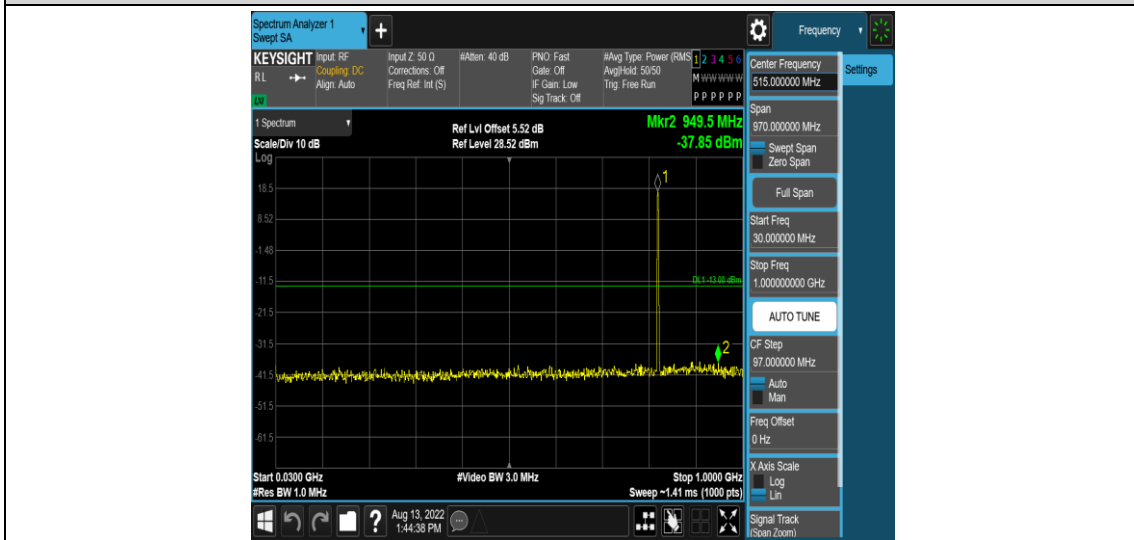 Spectrum Analyzer 1
Swept SA
Frequency
KEYSIGHT
RL
LXI
Input: RF
Coupling: DC
Align: Auto
Input Z: 50 Ω
Corrections: Off
Freq Ref: Int (S)
#Atten: 40 dB
PNO: Fast
Gate: Off
IF Gain: Low
Sig Track: Off
#Avg Type: Power (RMS
Avg|Hold: 50/50
Trig: Free Run
1 2 3 4 5 6
M W W W W W
P P P P P P
1 Spectrum
Scale/Div 10 dB
Log
Ref Lvl Offset 5.52 dB
Ref Level 28.52 dBm
Mkr2 949.5 MHz
-37.85 dBm
1
18.5
8.52
-1.48
-11.5
DL1 -13.00 dBm
-21.5
-31.5
2
-41.5
-51.5
-61.5
Start 0.0300 GHz
#Res BW 1.0 MHz
#Video BW 3.0 MHz
Stop 1.0000 GHz
Sweep ~1.41 ms (1000 pts)
Aug 13, 2022
1:44:38 PM
Center Frequency
515.000000 MHz
Settings
Span
970.000000 MHz
Swept Span
Zero Span
Full Span
Start Freq
30.000000 MHz
Stop Freq
1.000000000 GHz
AUTO TUNE
CF Step
97.000000 MHz
Auto
Man
Freq Offset
0 Hz
X Axis Scale
Log
Lin
Signal Track
(Span Zoom)